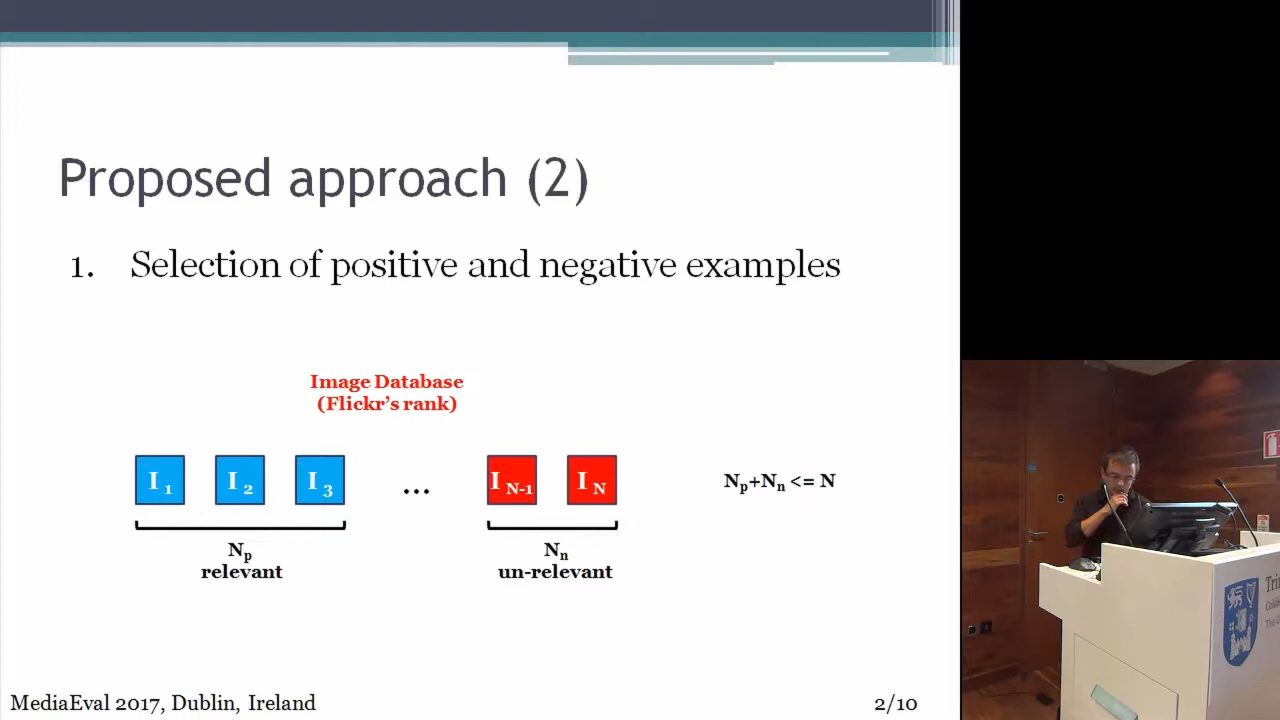 Proposed approach (2)
1. Selection of positive and negative examples
Image Database
(Flickr's rank)
I 1 I 2 I 3 ... I N-1 I N
Np+Nn <= N
Np
relevant
Nn
un-relevant
MediaEval 2017, Dublin, Ireland
2/10